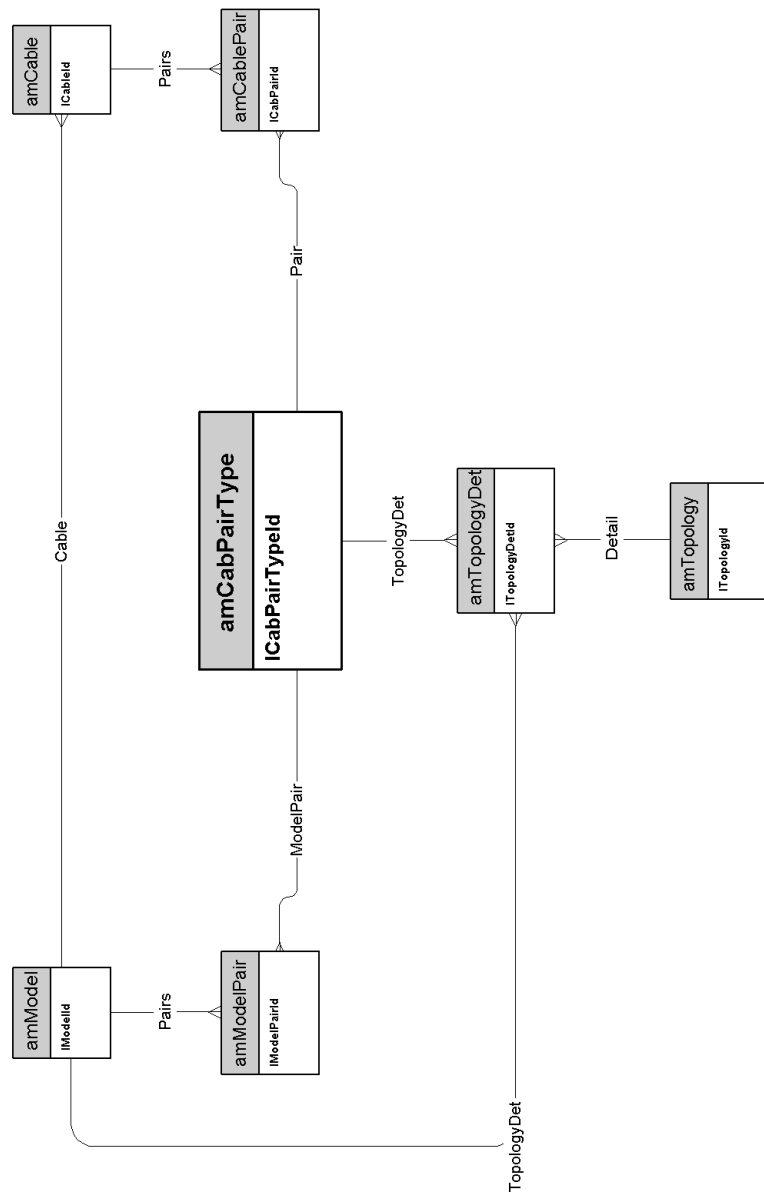 amModel
lModelId
Cable
amCable
lCableId
Pairs
Pairs
amModelPair
lModelPairId
amCabPairType
lCabPairTypeId
amCablePair
lCabPairId
ModelPair
Pair
TopologyDet
amTopologyDet
lTopologyDetId
TopologyDet
Detail
amTopology
lTopologyId